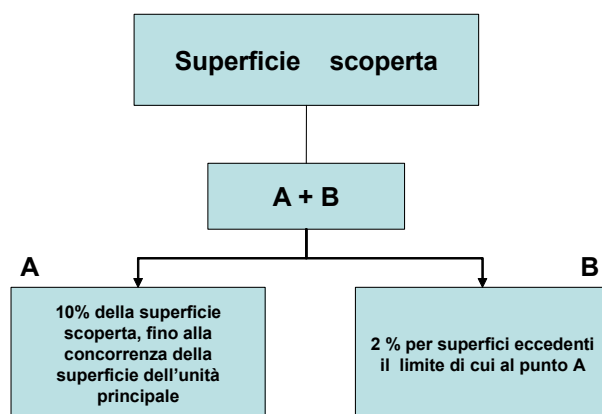 Superficie scoperta
A + B
A
B
10% della superficie
scoperta, fino alla
concorrenza della
superficie dell'unità
principale
2 % per superfici eccedenti
il limite di cui al punto A